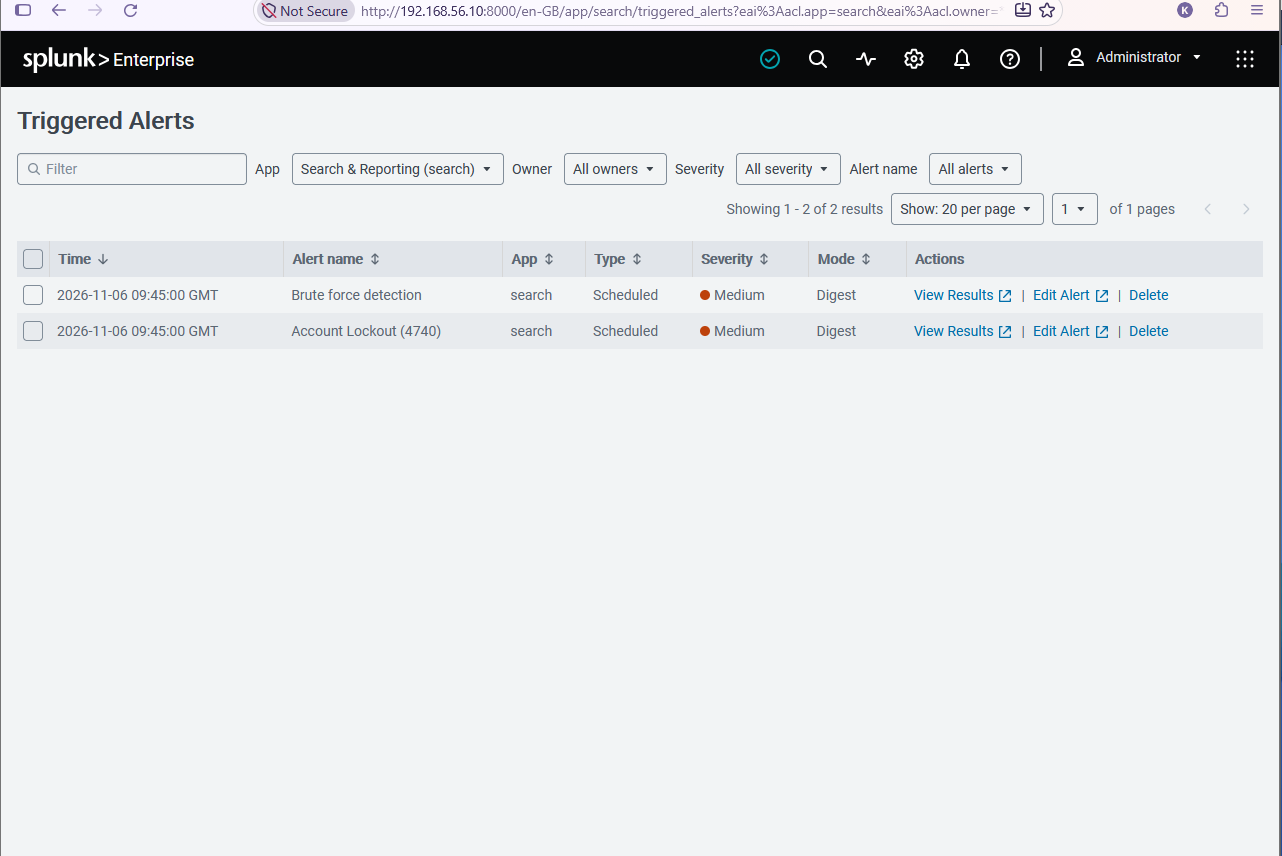 Not Secure http://192.168.56.10:8000/en-GB/app/search/triggered_alerts?eai%3Aacl.app=search&eai%3Aacl.owner= K
splunk>Enterprise Administrator
Triggered Alerts
Filter App Search & Reporting (search) Owner All owners Severity All severity Alert name All alerts
Showing 1 - 2 of 2 results Show: 20 per page 1 of 1 pages
Time Alert name App Type Severity Mode Actions
2026-11-06 09:45:00 GMT Brute force detection search Scheduled Medium Digest View Results | Edit Alert | Delete
2026-11-06 09:45:00 GMT Account Lockout (4740) search Scheduled Medium Digest View Results | Edit Alert | Delete